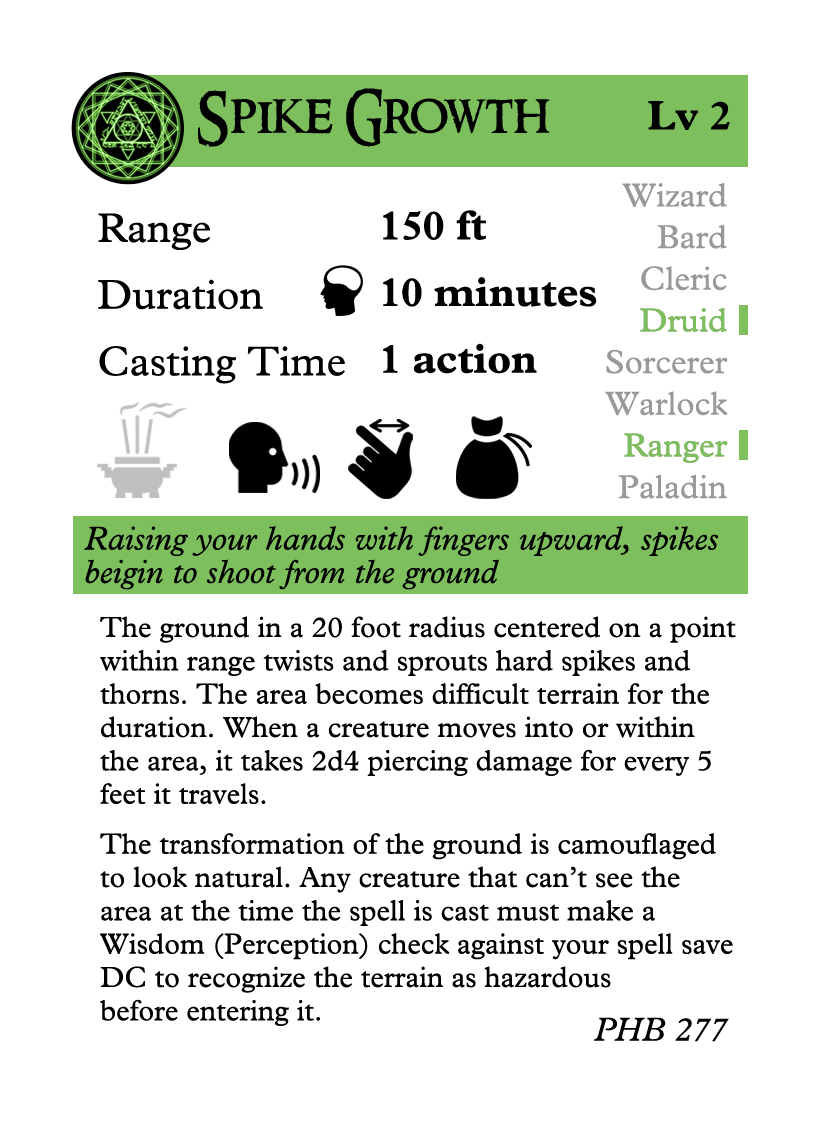 Spike Growth
Lv 2
Range 150 ft
Duration 10 minutes
Casting Time 1 action
Wizard
Bard
Cleric
Druid
Sorcerer
Warlock
Ranger
Paladin
Raising your hands with fingers upward, spikes
beigin to shoot from the ground
The ground in a 20 foot radius centered on a point
within range twists and sprouts hard spikes and
thorns. The area becomes difficult terrain for the
duration. When a creature moves into or within
the area, it takes 2d4 piercing damage for every 5
feet it travels.
The transformation of the ground is camouflaged
to look natural. Any creature that can’t see the
area at the time the spell is cast must make a
Wisdom (Perception) check against your spell save
DC to recognize the terrain as hazardous
before entering it.
PHB 277